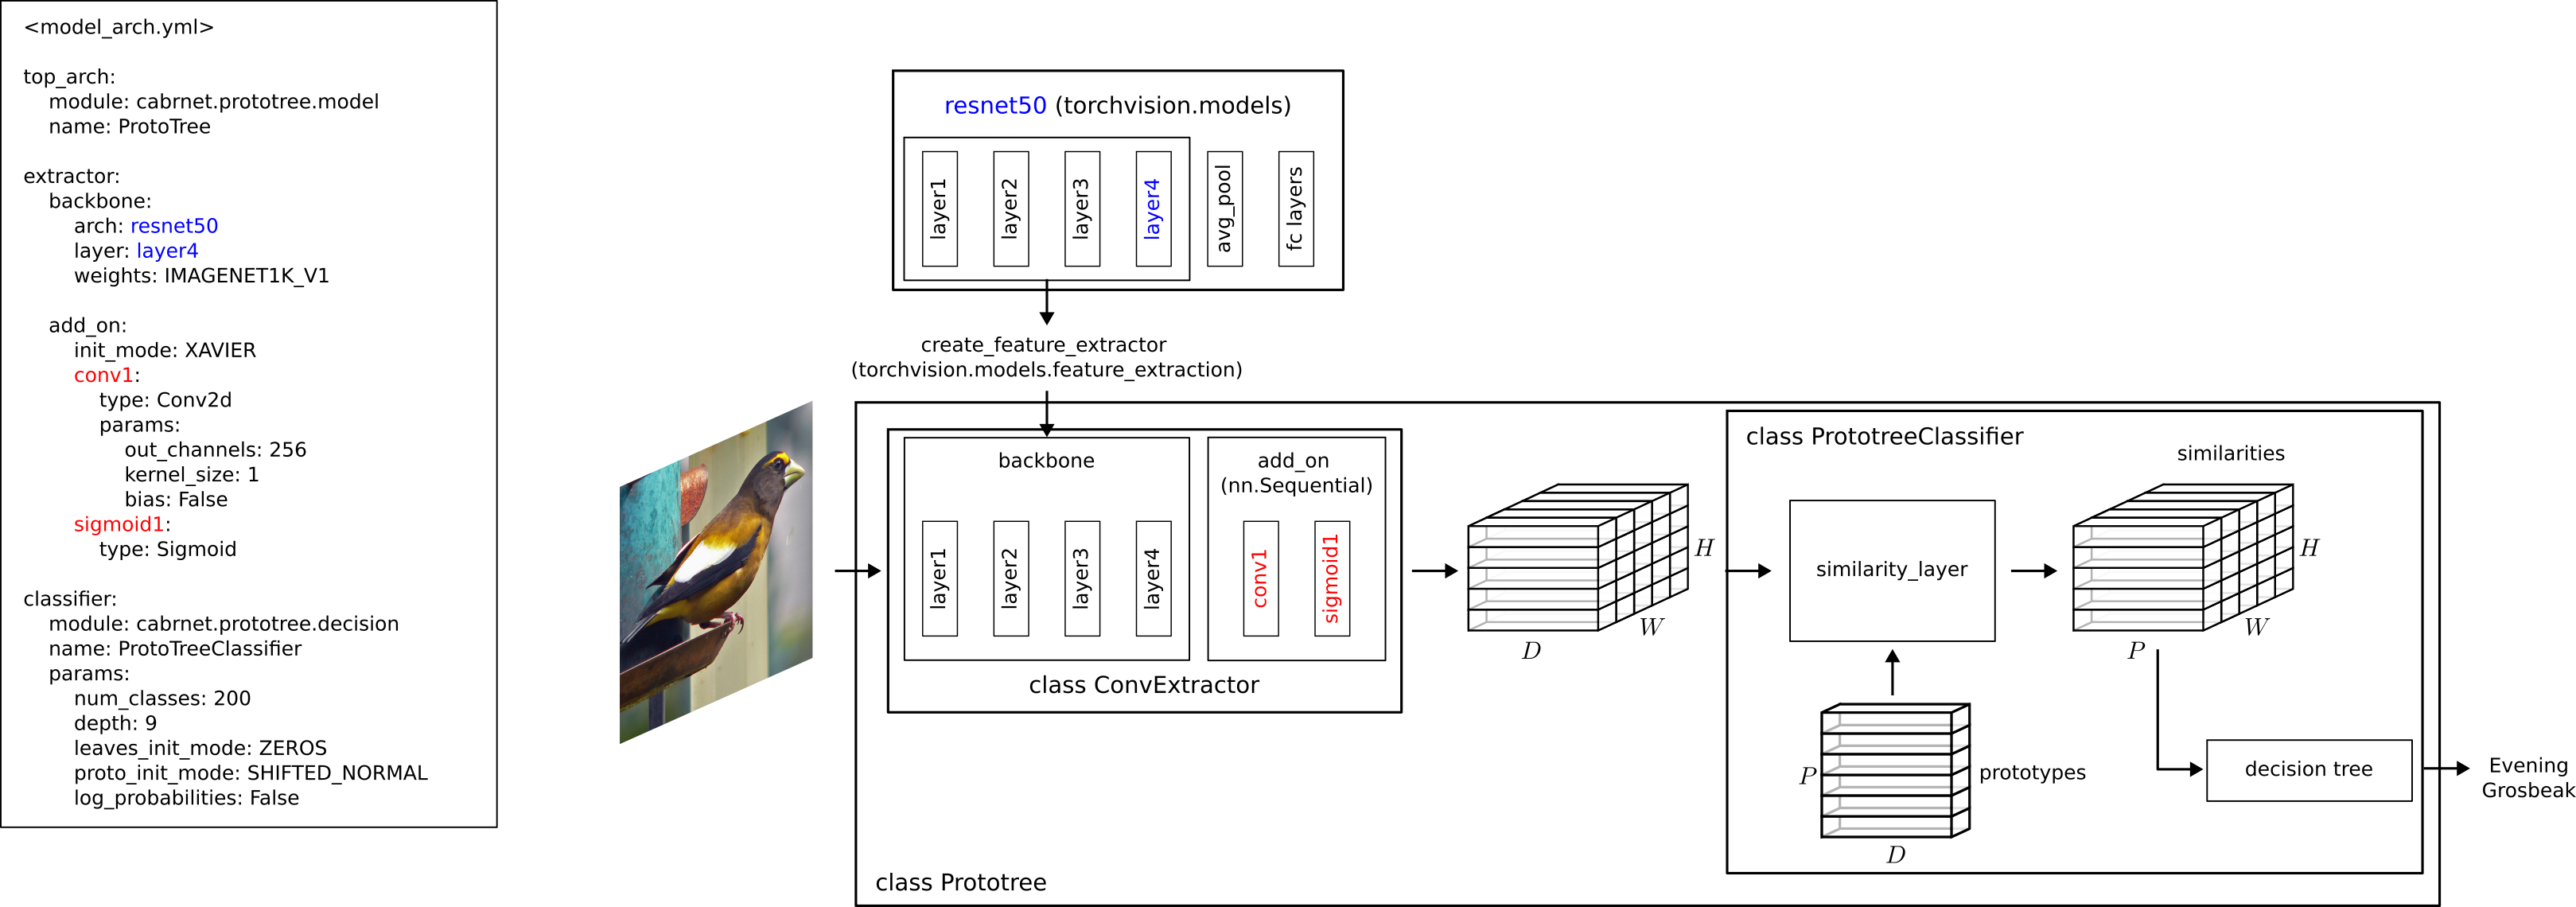 <model_arch.yml>
top_arch:
module: cabrnet.prototree.model
name: ProtoTree
extractor:
backbone:
arch: resnet50
layer: layer4
weights: IMAGENET1K_V1
add_on:
init_mode: XAVIER
conv1:
type: Conv2d
params:
out_channels: 256
kernel_size: 1
bias: False
sigmoid1:
type: Sigmoid
classifier:
module: cabrnet.prototree.decision
name: ProtoTreeClassifier
params:
num_classes: 200
depth: 9
leaves_init_mode: ZEROS
proto_init_mode: SHIFTED_NORMAL
log_probabilities: False
resnet50 (torchvision.models)
layer1
layer2
layer3
layer4
avg_pool
fc layers
create_feature_extractor
(torchvision.models.feature_extraction)
backbone
layer1
layer2
layer3
layer4
add_on
(nn.Sequential)
conv1
sigmoid1
class ConvExtractor
D
W
H
class PrototreeClassifier
similarity_layer
similarities
H
W
P
P
D
prototypes
decision tree
class Prototree
Evening
Grosbeak